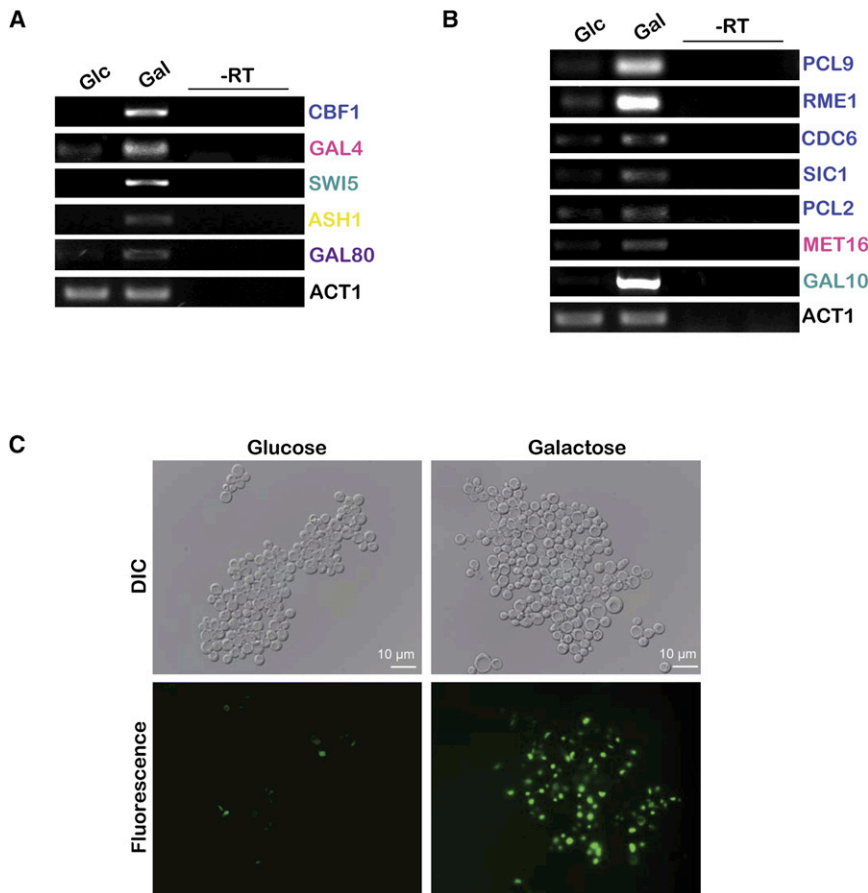 A
Glc Gal -RT
CBF1
GAL4
SWI5
ASH1
GAL80
ACT1
B
Glc Gal -RT
PCL9
RME1
CDC6
SIC1
PCL2
MET16
GAL10
ACT1
C
Glucose Galactose
DIC
10 μm 10 μm
Fluorescence